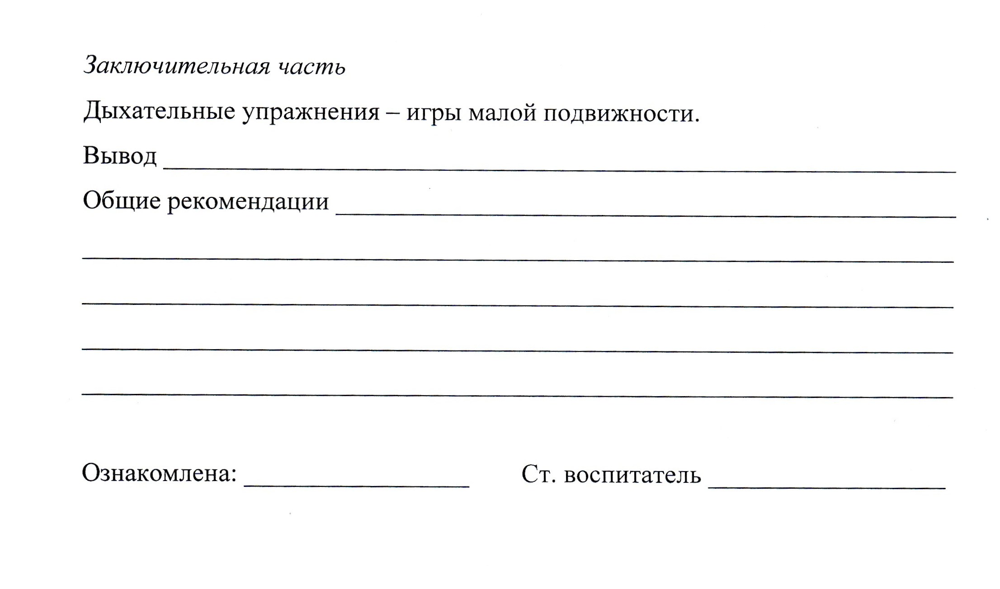 Заключительная часть
Дыхательные упражнения – игры малой подвижности.
Вывод
Общие рекомендации
Ознакомлена: Ст. воспитатель